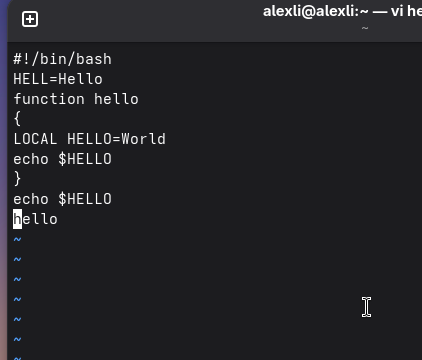 alexli@alexli:~ — vi he
~
#!/bin/bash
HELL=Hello
function hello
{
LOCAL HELLO=World
echo $HELLO
}
echo $HELLO
hello
~
~
~
~
~
~
~